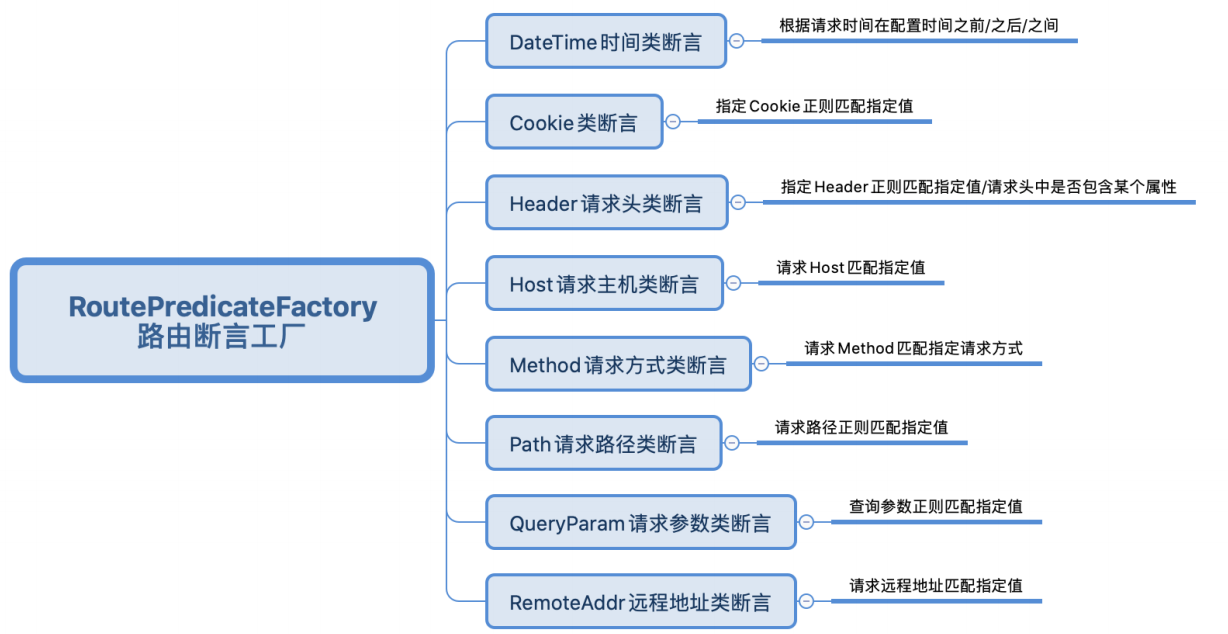 RoutePredicateFactory
路由断言工厂
DateTime时间类断言
根据请求时间在配置时间之前/之后/之间
Cookie类断言
指定Cookie正则匹配指定值
Header请求头类断言
指定Header正则匹配指定值/请求头中是否包含某个属性
Host请求主机类断言
请求Host匹配指定值
Method请求方式类断言
请求Method匹配指定请求方式
Path请求路径类断言
请求路径正则匹配指定值
QueryParam请求参数类断言
查询参数正则匹配指定值
RemoteAddr远程地址类断言
请求远程地址匹配指定值